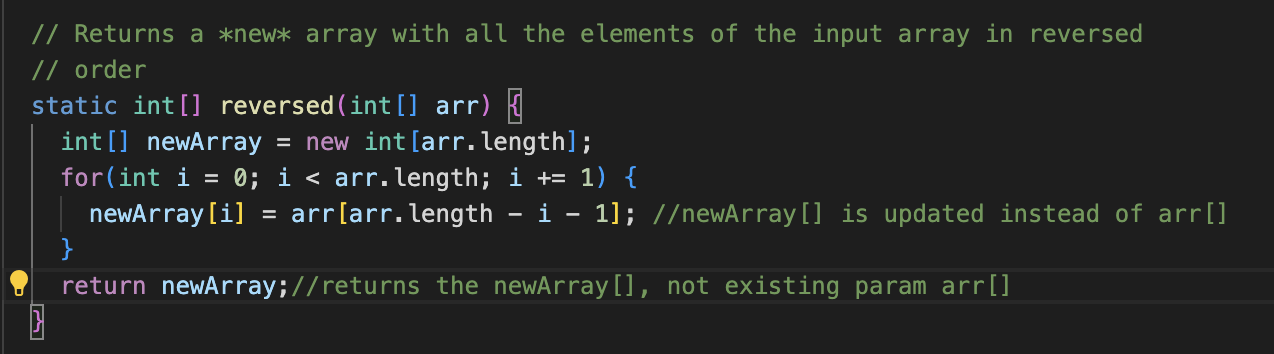 // Returns a *new* array with all the elements of the input array in reversed
// order
static int[] reversed(int[] arr) {
int[] newArray = new int[arr.length];
for(int i = 0; i < arr.length; i += 1) {
newArray[i] = arr[arr.length - i - 1]; //newArray[] is updated instead of arr[]
}
return newArray;//returns the newArray[], not existing param arr[]
}